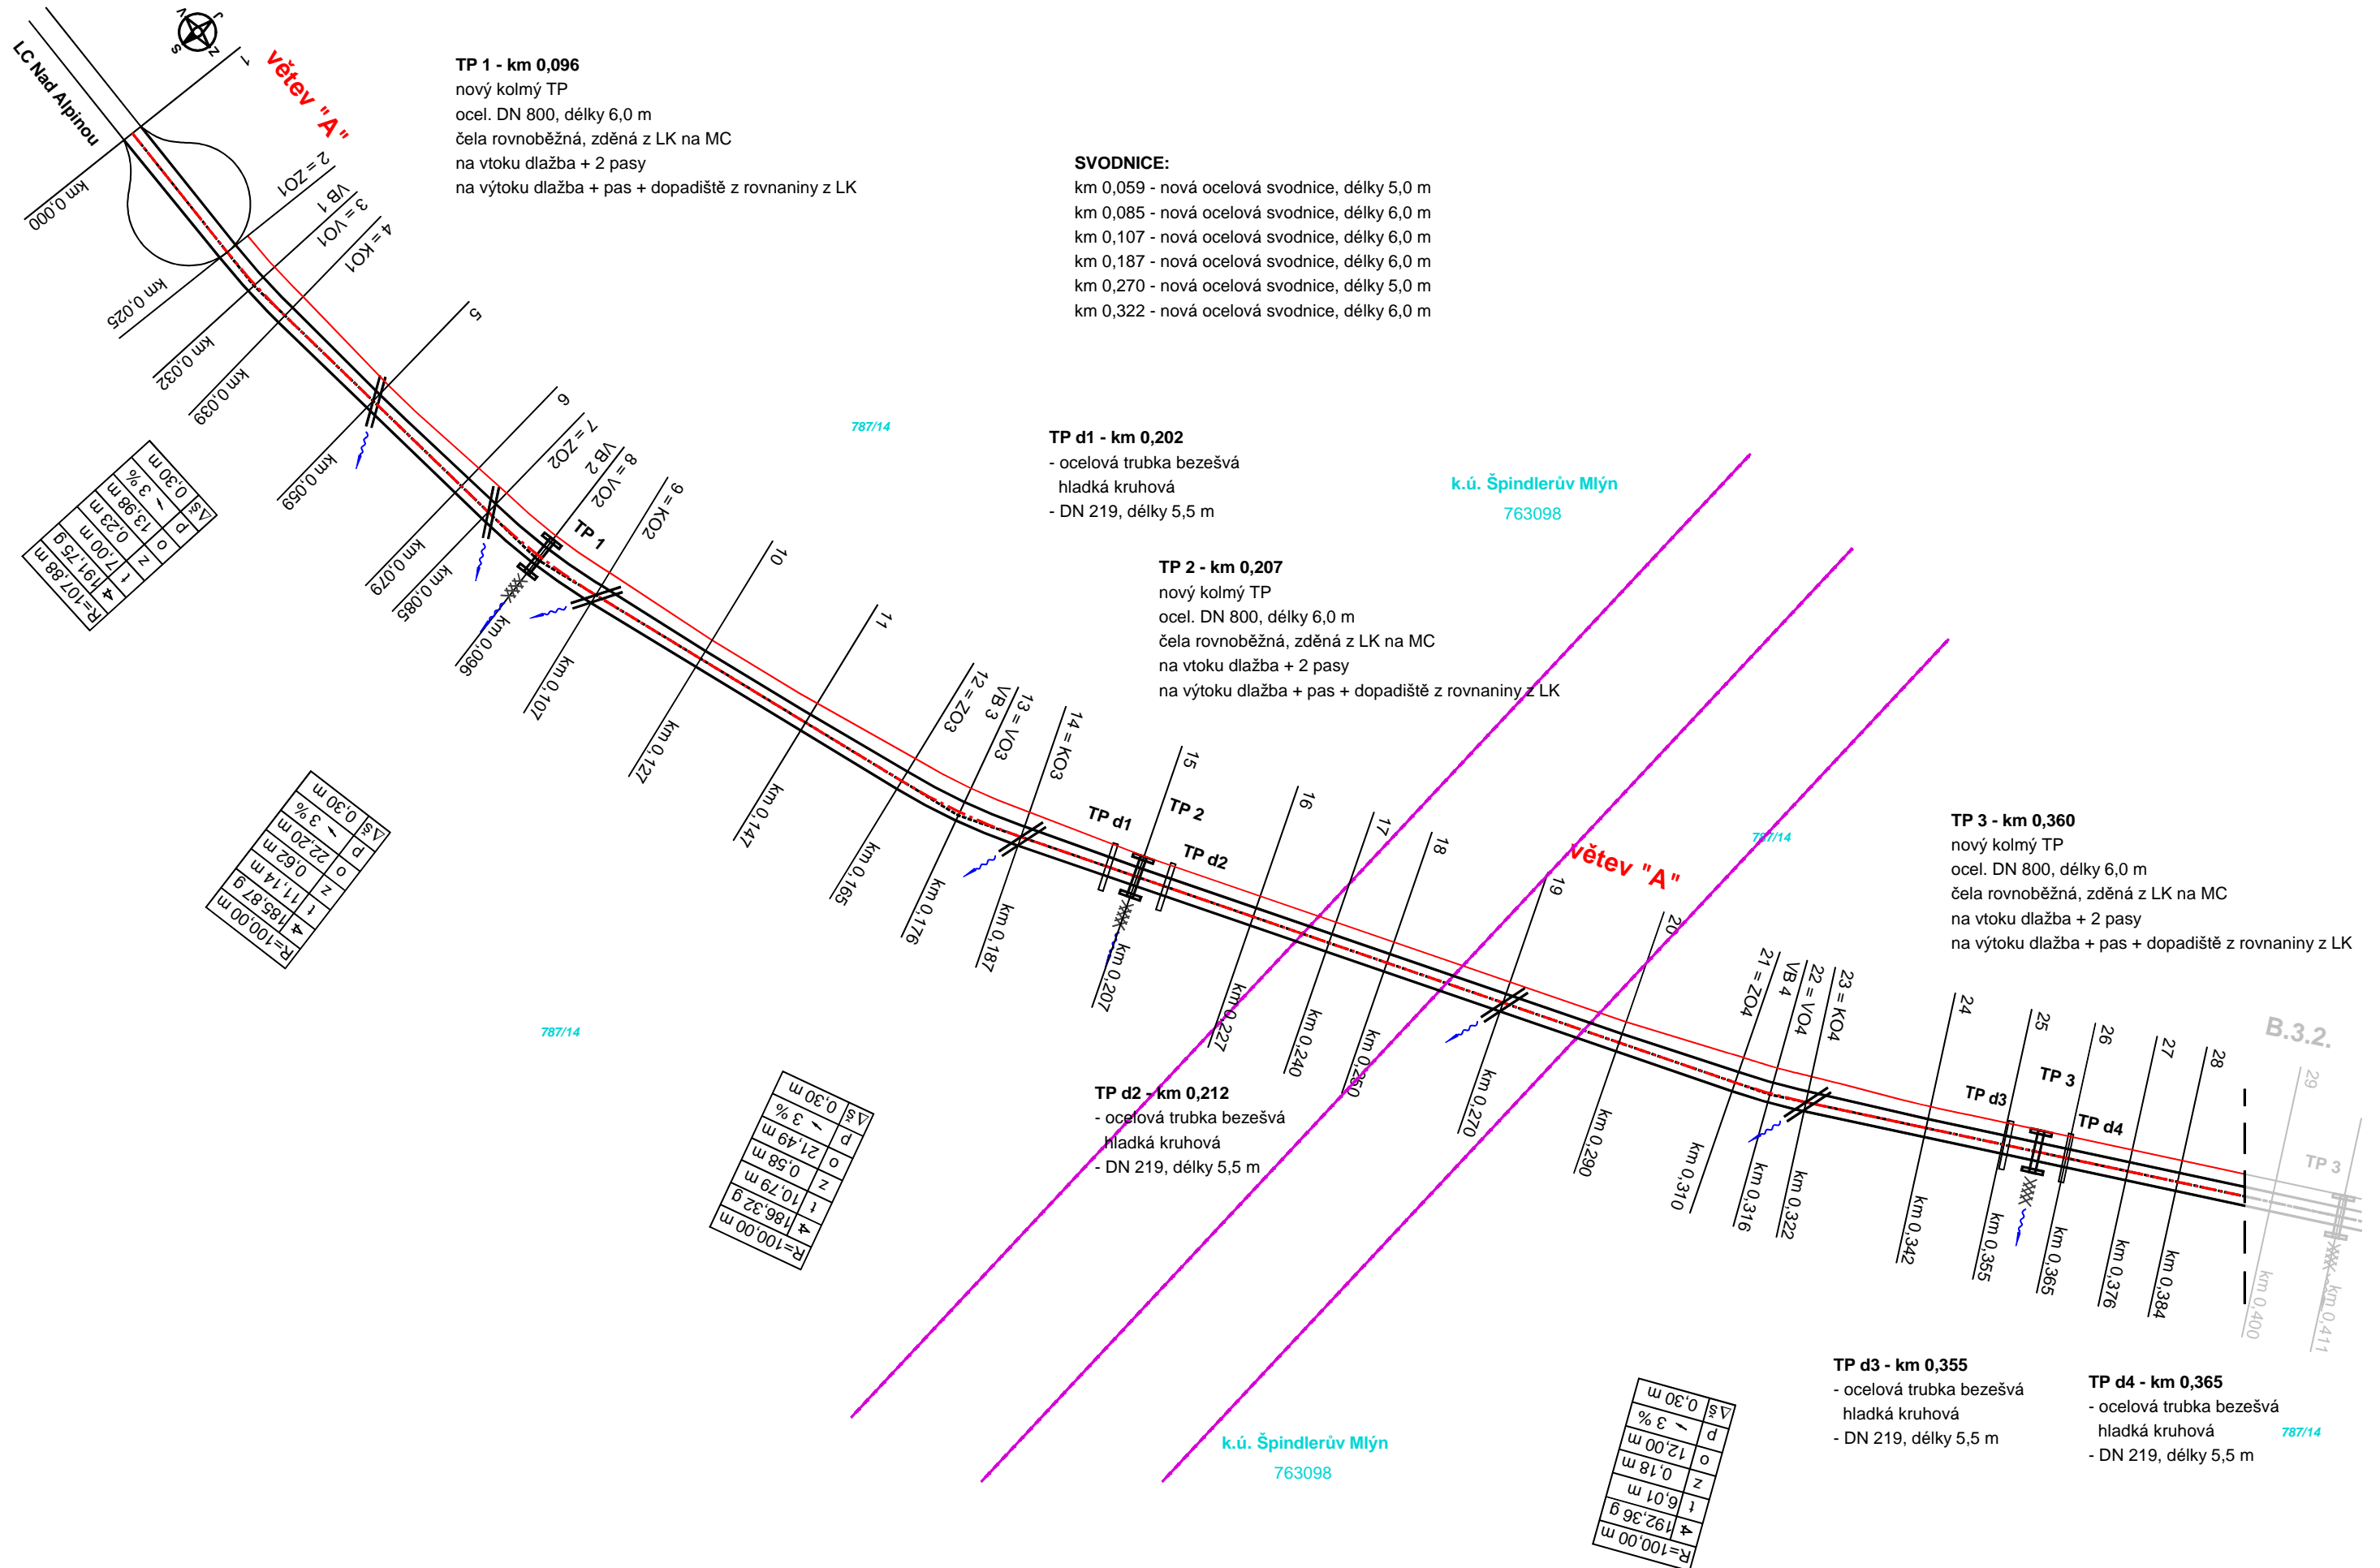 LC Nad Alpinou
větev "A"
V
J
S
Z
1
km 0,000
2 = ZO1
km 0,025
VB 1
3 = VO1
km 0,032
4 = KO1
km 0,039
5
km 0,059
6
km 0,079
7 = ZO2
km 0,085
VB 2
8 = VO2
km 0,096
TP 1
9 = KO2
km 0,107
10
km 0,127
11
km 0,147
12 = ZO3
km 0,165
VB 3
13 = VO3
km 0,176
14 = KO3
km 0,187
TP d1
15
TP 2
km 0,207
TP d2
16
km 0,227
17
km 0,240
18
km 0,250
19
km 0,270
větev "A"
20
km 0,290
21 = ZO4
km 0,310
VB 4
22 = VO4
km 0,316
23 = KO4
km 0,322
24
km 0,342
TP d3
25
km 0,355
TP 3
26
km 0,365
TP d4
27
km 0,376
28
km 0,384
B.3.2.
29
km 0,400
TP 3
km 0,411
TP 1 - km 0,096
nový kolmý TP
ocel. DN 800, délky 6,0 m
čela rovnoběžná, zděná z LK na MC
na vtoku dlažba + 2 pasy
na výtoku dlažba + pas + dopadiště z rovnaniny z LK
SVODNICE:
km 0,059 - nová ocelová svodnice, délky 5,0 m
km 0,085 - nová ocelová svodnice, délky 6,0 m
km 0,107 - nová ocelová svodnice, délky 6,0 m
km 0,187 - nová ocelová svodnice, délky 6,0 m
km 0,270 - nová ocelová svodnice, délky 5,0 m
km 0,322 - nová ocelová svodnice, délky 6,0 m
787/14
TP d1 - km 0,202
- ocelová trubka bezešvá
hladká kruhová
- DN 219, délky 5,5 m
k.ú. Špindlerův Mlýn
763098
TP 2 - km 0,207
nový kolmý TP
ocel. DN 800, délky 6,0 m
čela rovnoběžná, zděná z LK na MC
na vtoku dlažba + 2 pasy
na výtoku dlažba + pas + dopadiště z rovnaniny z LK
787/14
TP 3 - km 0,360
nový kolmý TP
ocel. DN 800, délky 6,0 m
čela rovnoběžná, zděná z LK na MC
na vtoku dlažba + 2 pasy
na výtoku dlažba + pas + dopadiště z rovnaniny z LK
787/14
TP d2 - km 0,212
- ocelová trubka bezešvá
hladká kruhová
- DN 219, délky 5,5 m
TP d3 - km 0,355
- ocelová trubka bezešvá
hladká kruhová
- DN 219, délky 5,5 m
TP d4 - km 0,365
- ocelová trubka bezešvá
hladká kruhová
- DN 219, délky 5,5 m
787/14
k.ú. Špindlerův Mlýn
763098
R=107,88 m
191,75 g
t 7,00 m
z 0,23 m
o 13,98 m
p 3 %
Δš 0,30 m
R=100,00 m
185,87 g
t 11,14 m
z 0,62 m
o 22,20 m
p 3 %
Δš 0,30 m
R=100,00 m
186,32 g
t 10,79 m
z 0,58 m
o 21,49 m
p 3 %
Δš 0,30 m
R=100,00 m
192,36 g
t 6,01 m
z 0,18 m
o 12,00 m
p 3 %
Δš 0,30 m